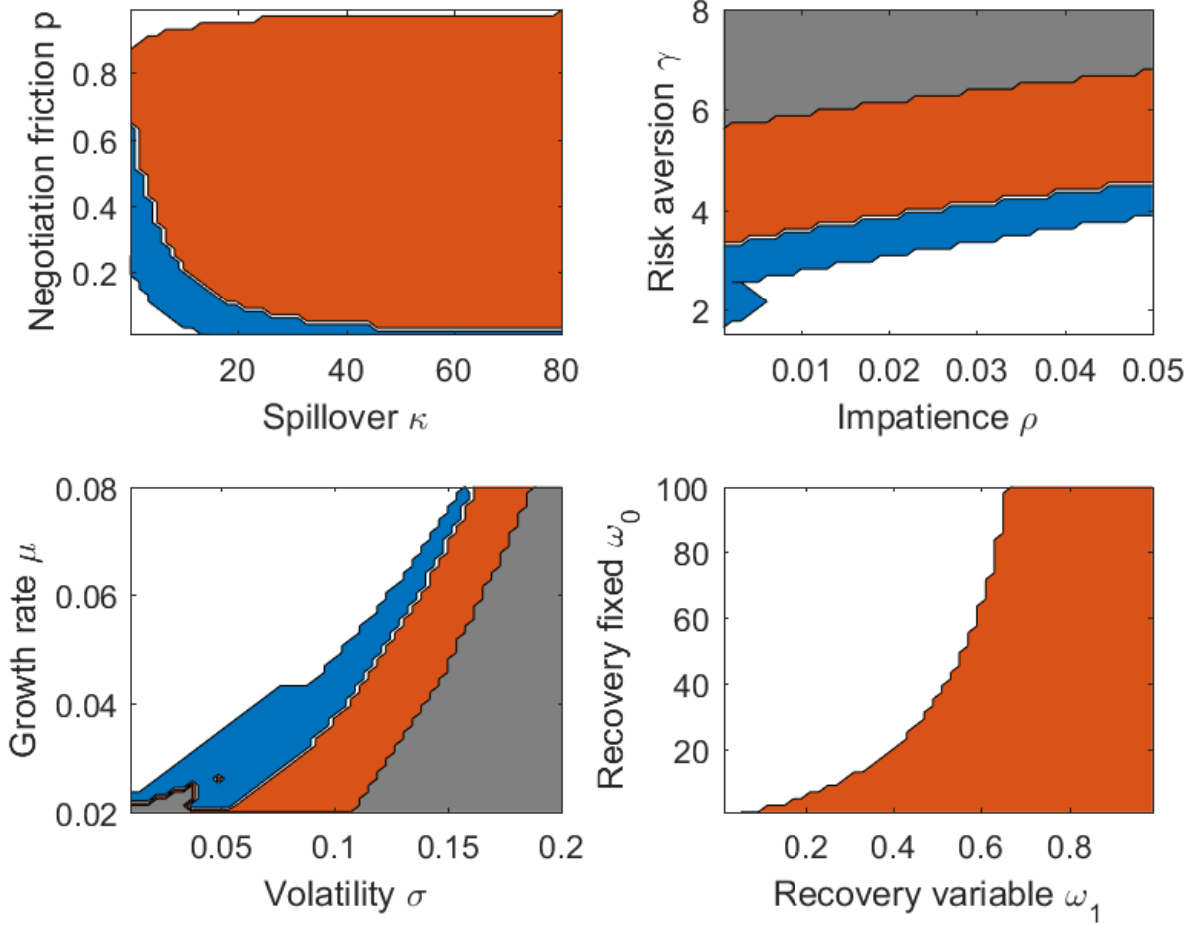 Negotiation friction p
0.8
0.6
0.4
0.2
20 40 60 80
Spillover κ
Risk aversion γ
8
6
4
2
0.01 0.02 0.03 0.04 0.05
Impatience ρ
Growth rate μ
0.08
0.06
0.04
0.02
0.05 0.1 0.15 0.2
Volatility σ
Recovery fixed ω0
100
80
60
40
20
0.2 0.4 0.6 0.8
Recovery variable ω1